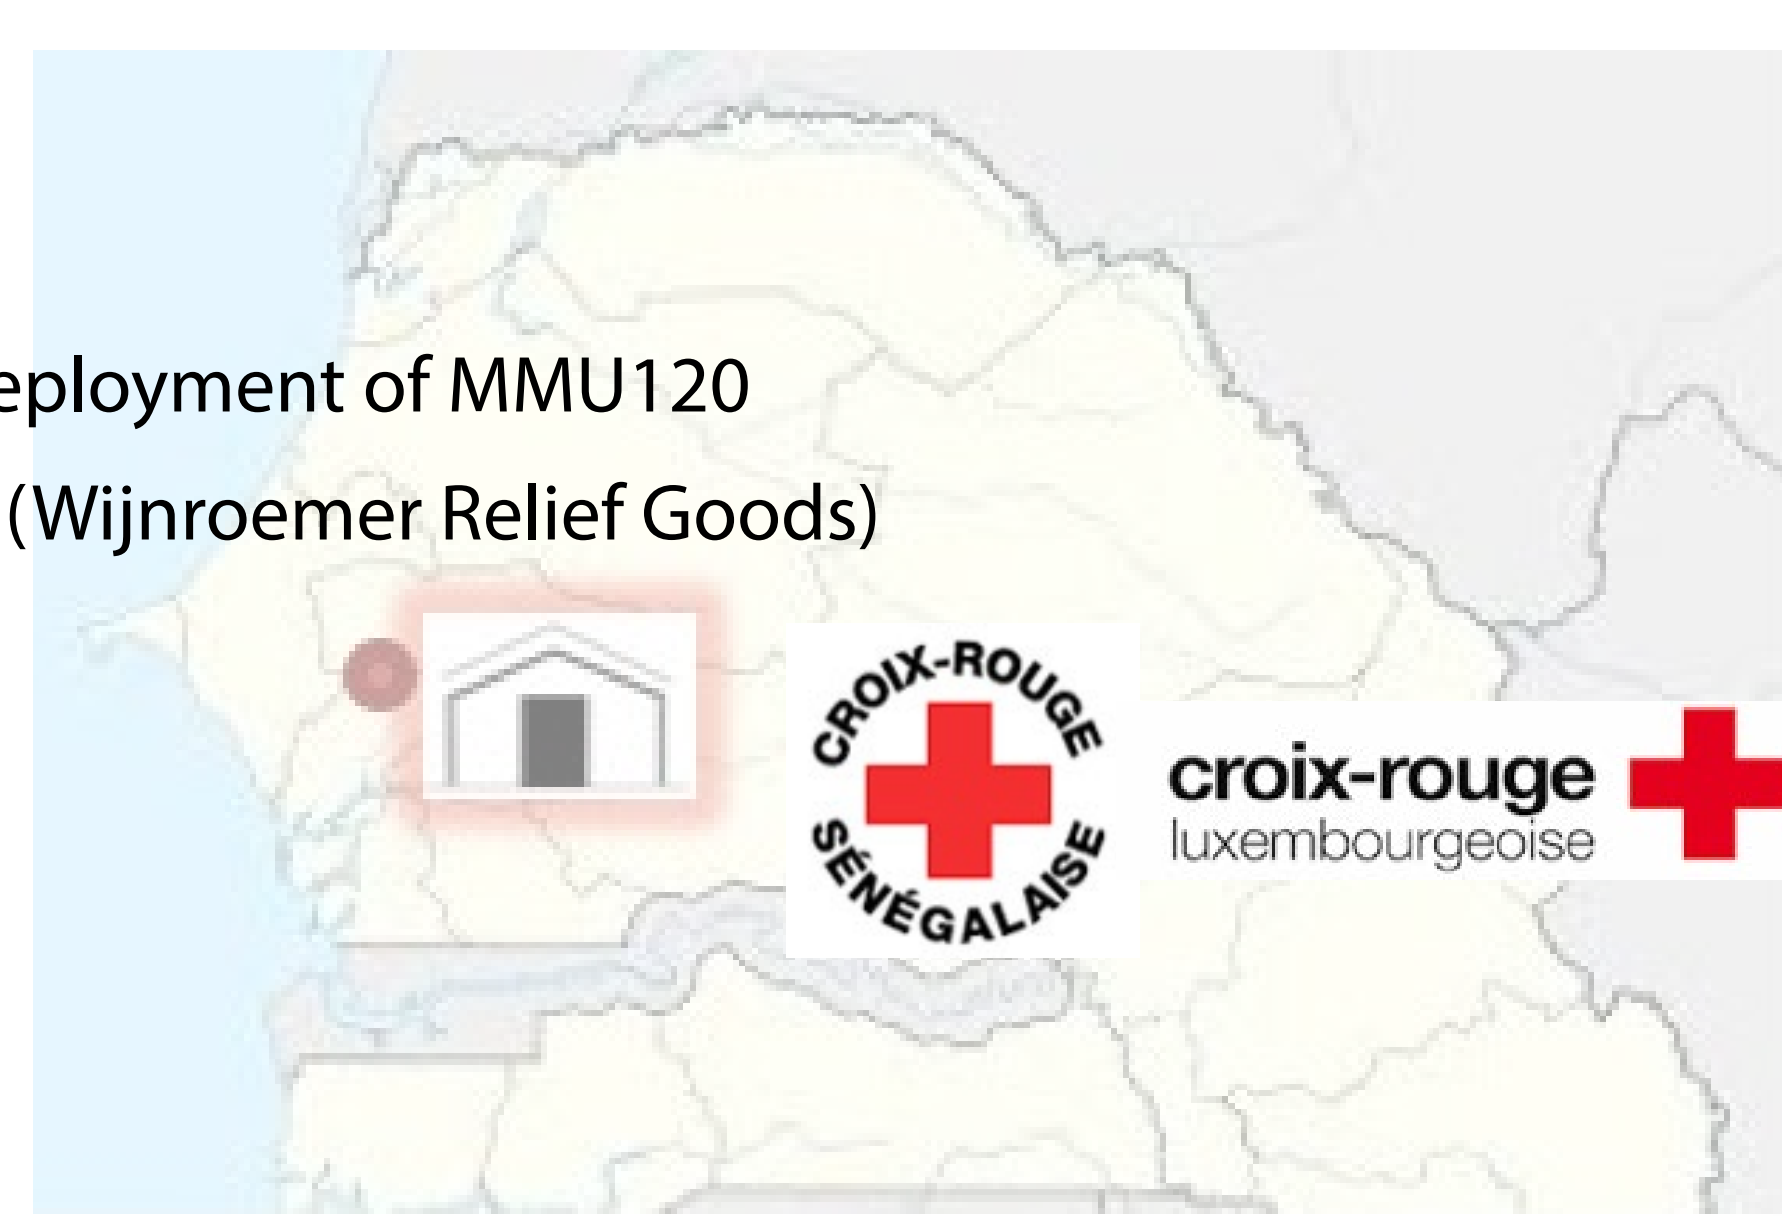 eployment of MMU120
(Wijnroemer Relief Goods)
CROIX-ROUGE
SÉNÉGALAISE
croix-rouge
luxembourgeoise